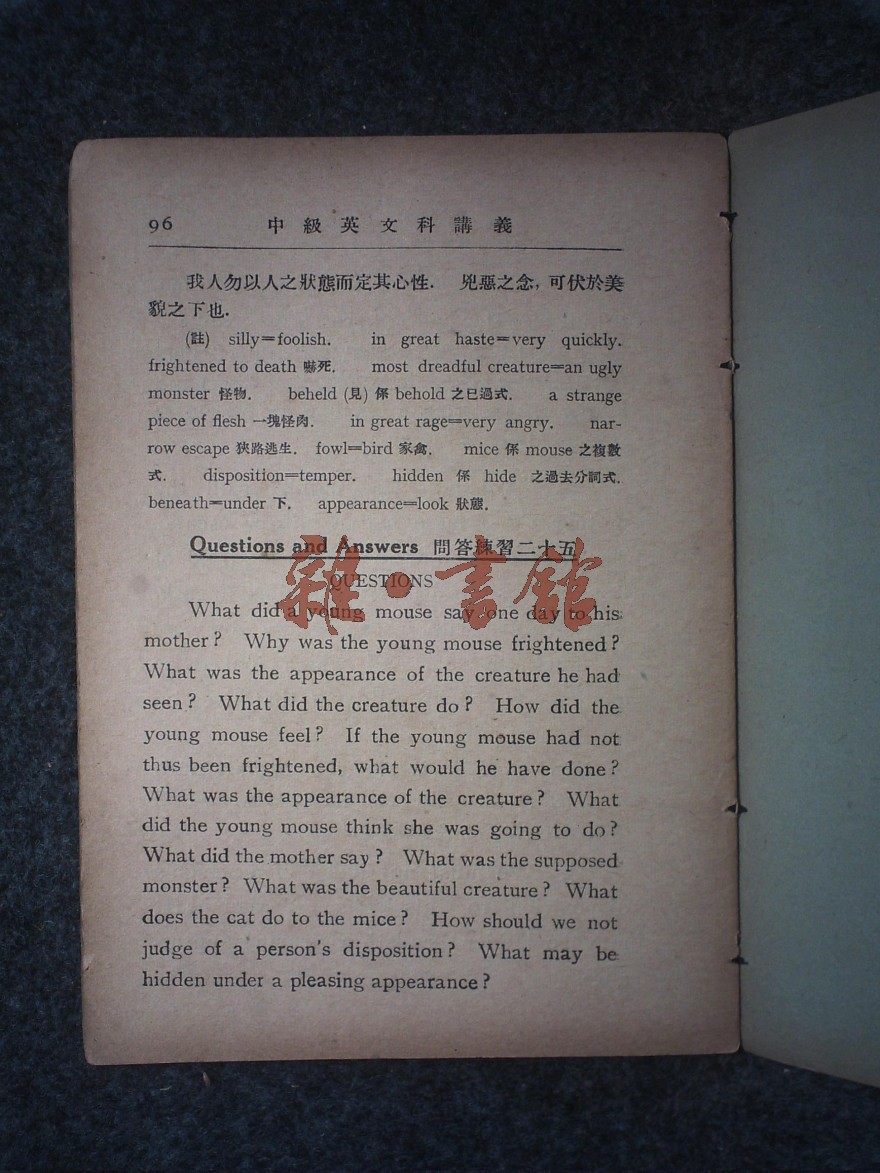 96 中級英文科講義
我人勿以人之狀態而定其心性. 兇惡之念, 可伏於美
貌之下也.
(註) silly=foolish. in great haste=very quickly.
frightened to death 嚇死. most dreadful creature=an ugly
monster 怪物. beheld (見) 係 behold 之已過式. a strange
piece of flesh 一塊怪肉. in great rage=very angry. nar-
row escape 狹路逃生. fowl=bird 家禽. mice 係 mouse 之複數
式. disposition=temper. hidden 係 hide 之過去分詞式.
beneath=under 下. appearance=look 狀態.
Questions and Answers 問答練習二十五
QUESTIONS
What did a young mouse say one day to his
mother? Why was the young mouse frightened?
What was the appearance of the creature he had
seen? What did the creature do? How did the
young mouse feel? If the young mouse had not
thus been frightened, what would he have done?
What was the appearance of the creature? What
did the young mouse think she was going to do?
What did the mother say? What was the supposed
monster? What was the beautiful creature? What
does the cat do to the mice? How should we not
judge of a person's disposition? What may be
hidden under a pleasing appearance?
雜·書館